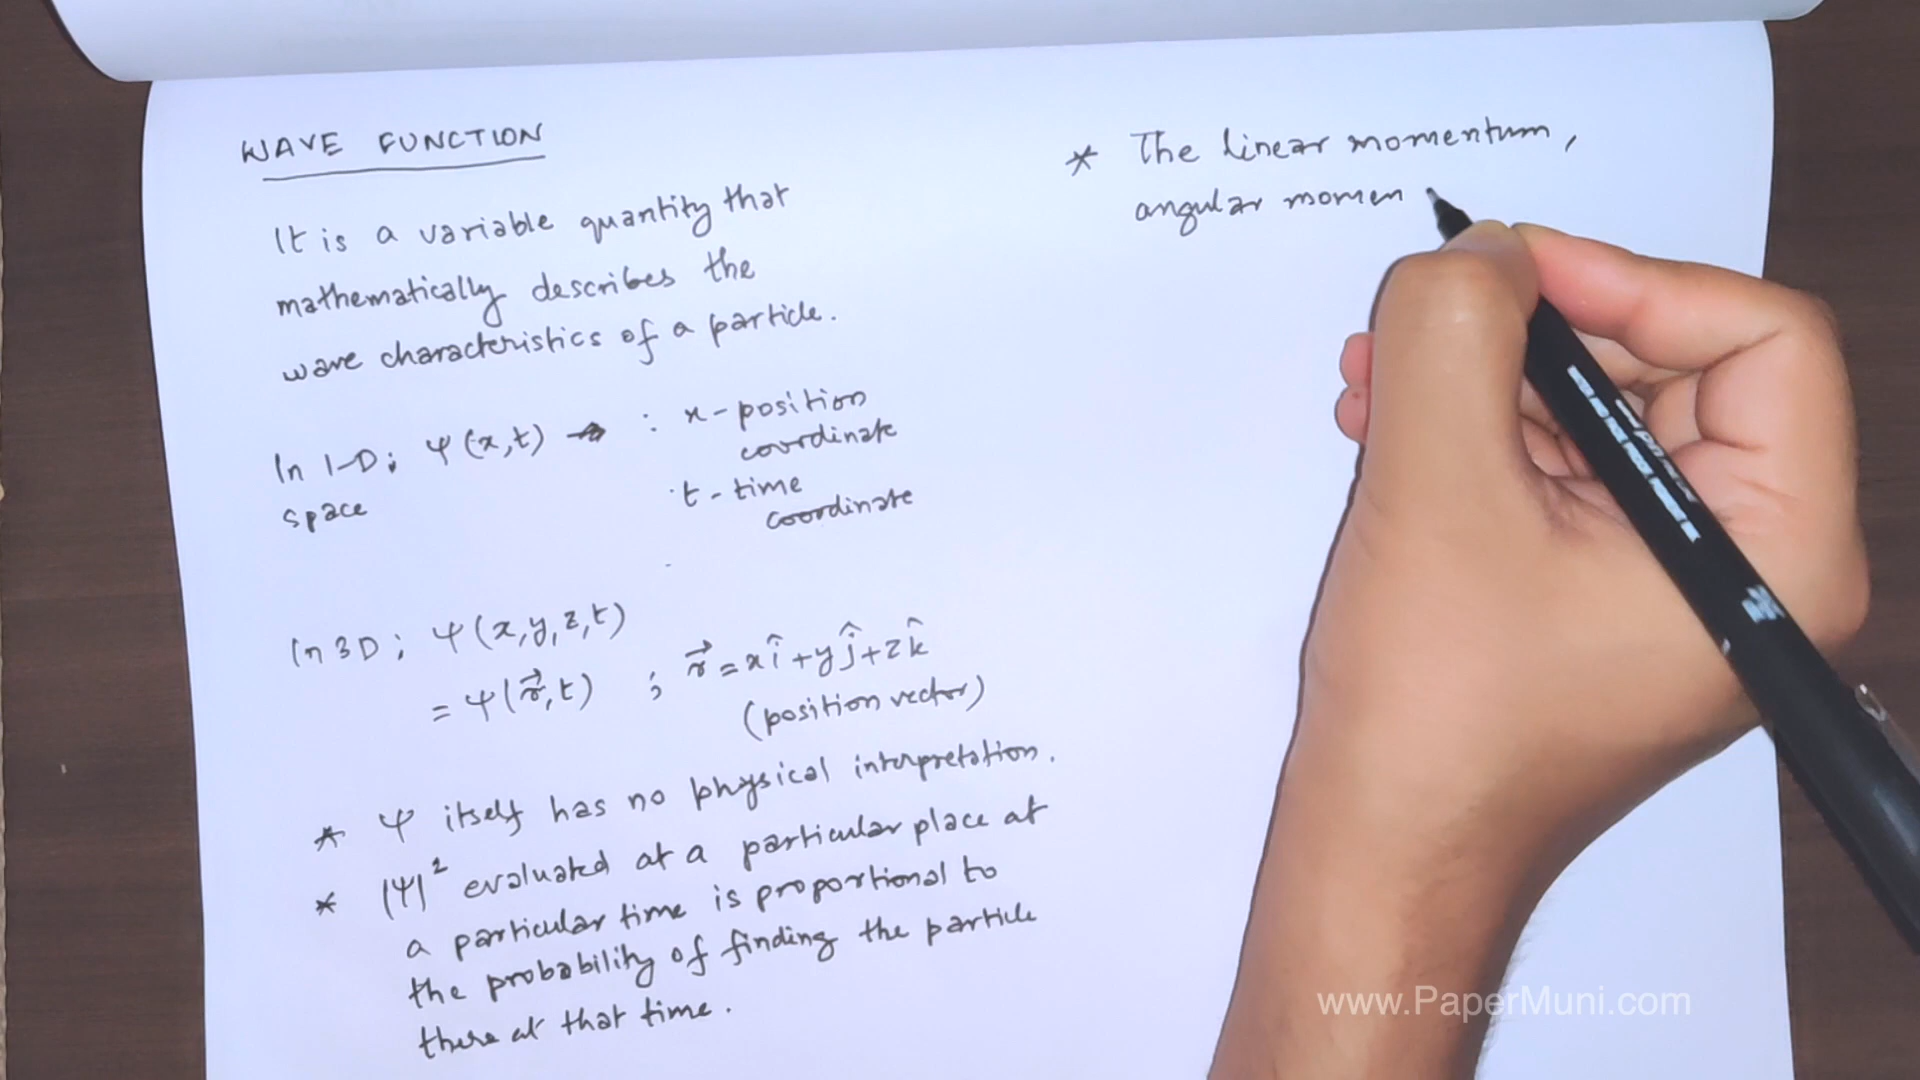 WAVE FUNCTION
It is a variable quantity that
mathematically describes the
wave characteristics of a particle.
In 1-D; ψ(x,t) → : x - position
coordinate
space
t - time
coordinate
In 3D; ψ(x,y,z,t)
= ψ(r⃗,t) ; r⃗ = xî + yĵ + zk̂
(position vector)
* ψ itself has no physical interpretation.
* |ψ|² evaluated at a particular place at
a particular time is proportional to
the probability of finding the particle
there at that time.
* The linear momentum,
angular momen
www.PaperMuni.com